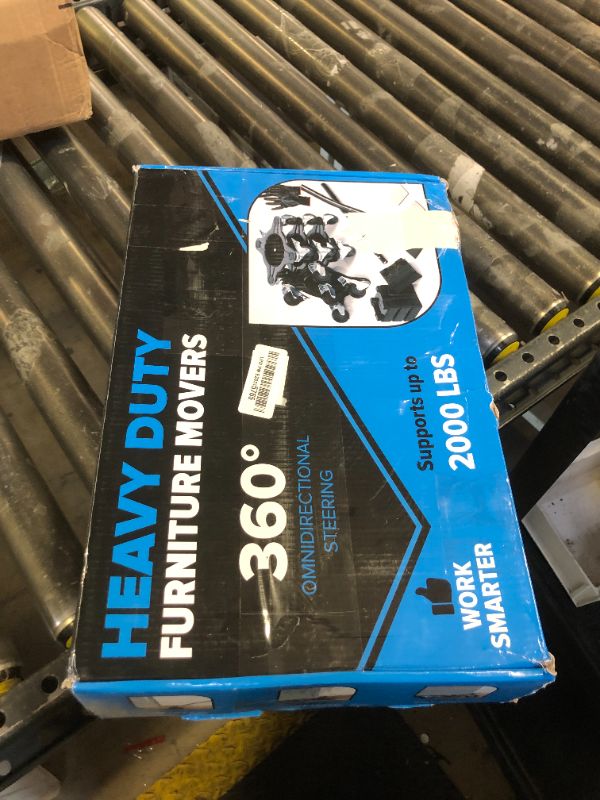 HEAVY DUTY
FURNITURE MOVERS
360°
OMNIDIRECTIONAL
STEERING
Supports up to
2000 LBS
WORK
SMARTER